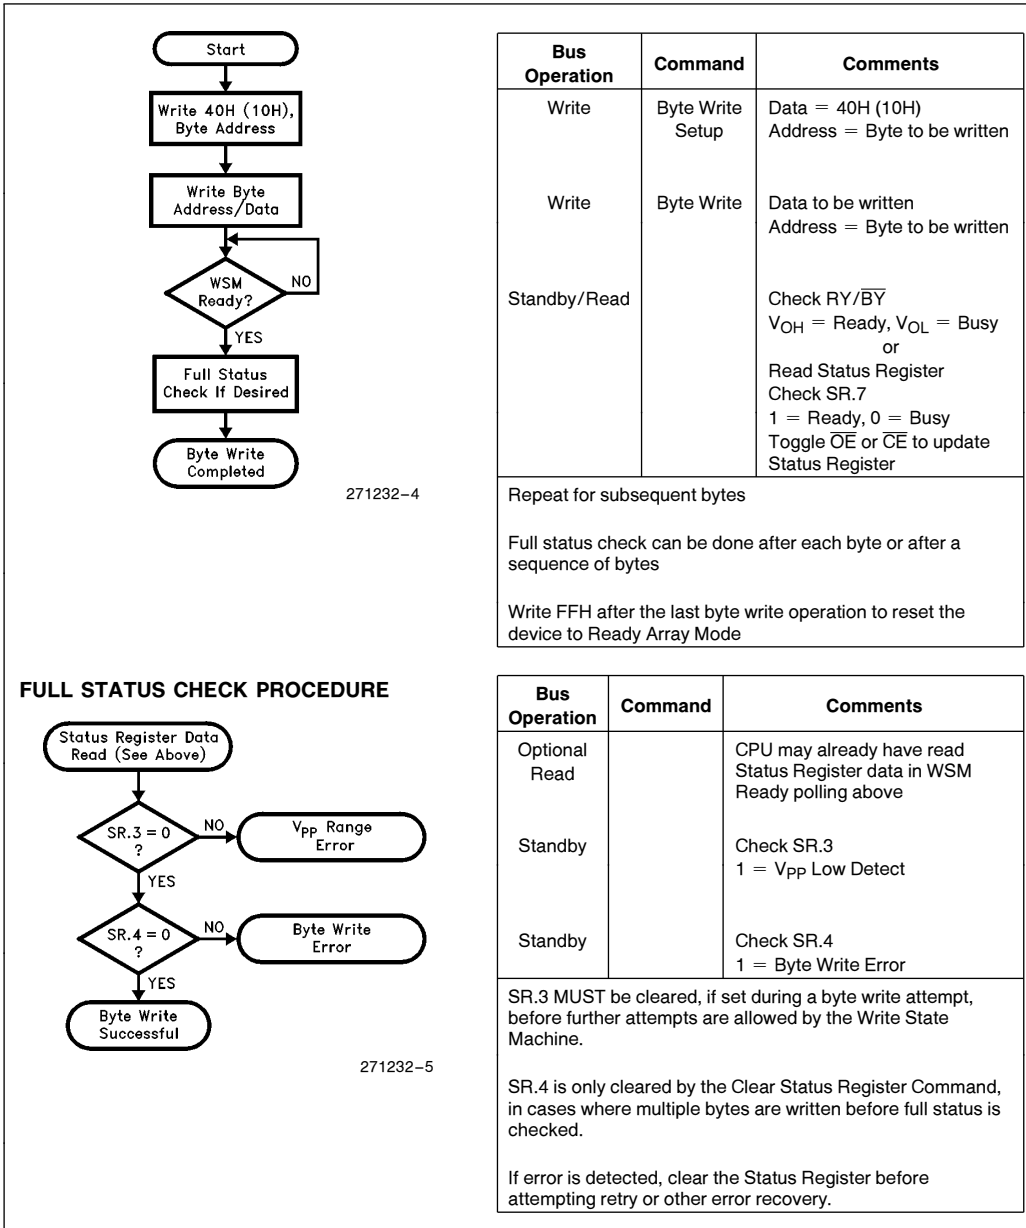 Start
Write 40H (10H),
Byte Address
Write Byte
Address/Data
WSM
Ready?
NO
YES
Full Status
Check If Desired
Byte Write
Completed
271232–4
Bus
Operation
Command
Comments
Write
Byte Write
Setup
Data = 40H (10H)
Address = Byte to be written
Write
Byte Write
Data to be written
Address = Byte to be written
Standby/Read
Check RY/B̅Y̅
V_OH = Ready, V_OL = Busy
or
Read Status Register
Check SR.7
1 = Ready, 0 = Busy
Toggle O̅E̅ or C̅E̅ to update
Status Register
Repeat for subsequent bytes
Full status check can be done after each byte or after a
sequence of bytes
Write FFH after the last byte write operation to reset the
device to Ready Array Mode
FULL STATUS CHECK PROCEDURE
Status Register Data
Read (See Above)
SR.3 = 0
?
NO
V_PP Range
Error
YES
SR.4 = 0
?
NO
Byte Write
Error
YES
Byte Write
Successful
271232–5
Bus
Operation
Command
Comments
Optional
Read
CPU may already have read
Status Register data in WSM
Ready polling above
Standby
Check SR.3
1 = V_PP Low Detect
Standby
Check SR.4
1 = Byte Write Error
SR.3 MUST be cleared, if set during a byte write attempt,
before further attempts are allowed by the Write State
Machine.
SR.4 is only cleared by the Clear Status Register Command,
in cases where multiple bytes are written before full status is
checked.
If error is detected, clear the Status Register before
attempting retry or other error recovery.